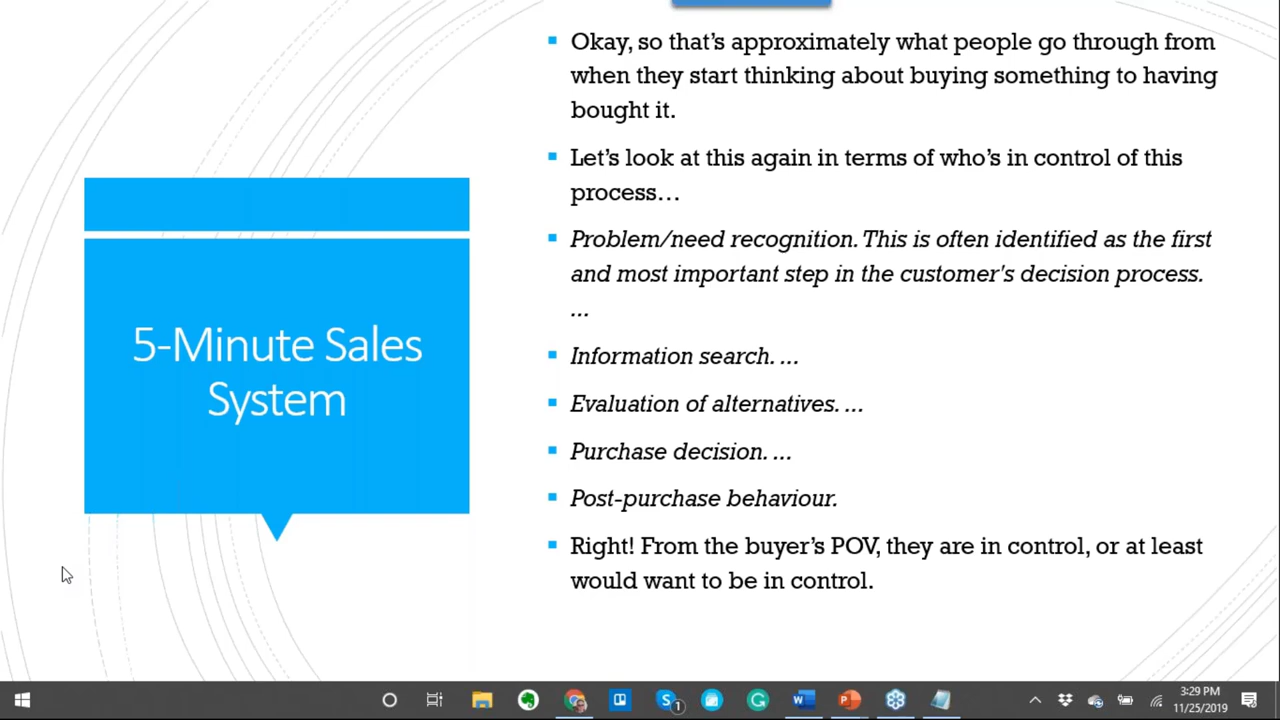 Okay, so that’s approximately what people go through from
when they start thinking about buying something to having
bought it.
Let’s look at this again in terms of who’s in control of this
process…
Problem/need recognition. This is often identified as the first
and most important step in the customer's decision process.
...
Information search. ...
Evaluation of alternatives. ...
Purchase decision. ...
Post-purchase behaviour.
Right! From the buyer’s POV, they are in control, or at least
would want to be in control.
5-Minute Sales
System
1
3:29 PM
11/25/2019